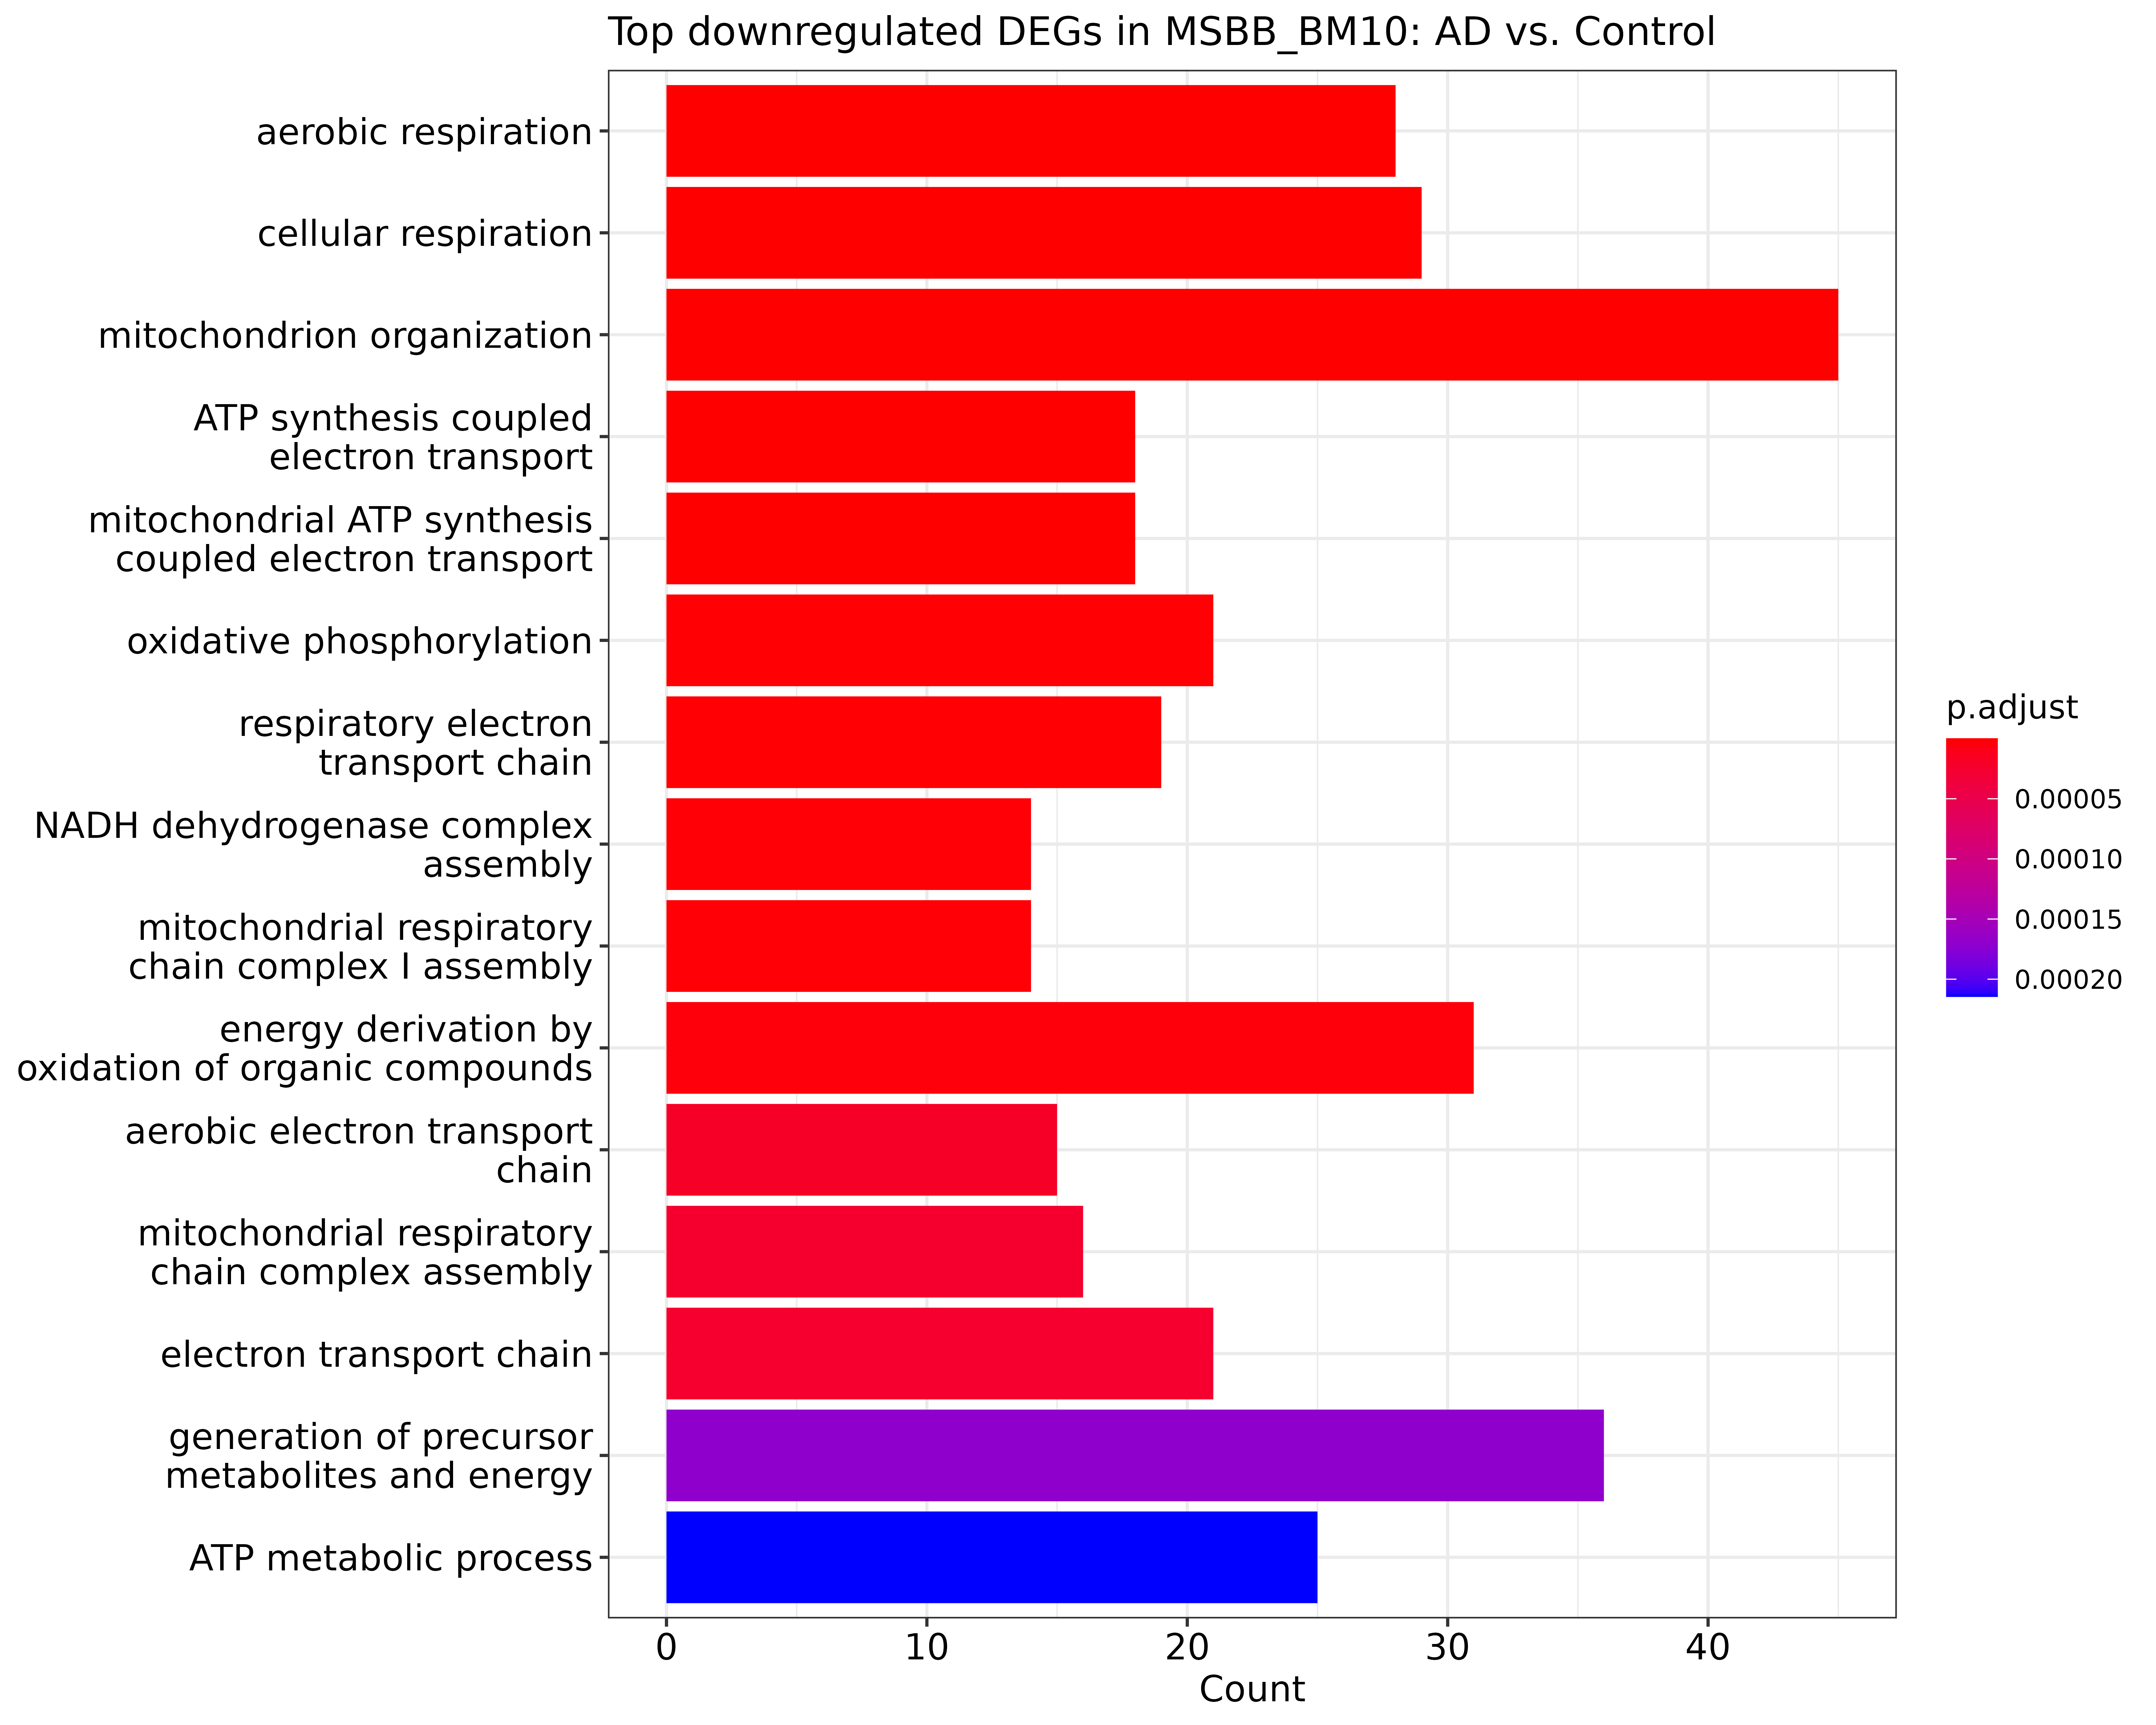 Top downregulated DEGs in MSBB_BM10: AD vs. Control
aerobic respiration
cellular respiration
mitochondrion organization
ATP synthesis coupled
electron transport
mitochondrial ATP synthesis
coupled electron transport
oxidative phosphorylation
respiratory electron
transport chain
NADH dehydrogenase complex
assembly
mitochondrial respiratory
chain complex I assembly
energy derivation by
oxidation of organic compounds
aerobic electron transport
chain
mitochondrial respiratory
chain complex assembly
electron transport chain
generation of precursor
metabolites and energy
ATP metabolic process
0 10 20 30 40
Count
p.adjust
0.00005
0.00010
0.00015
0.00020